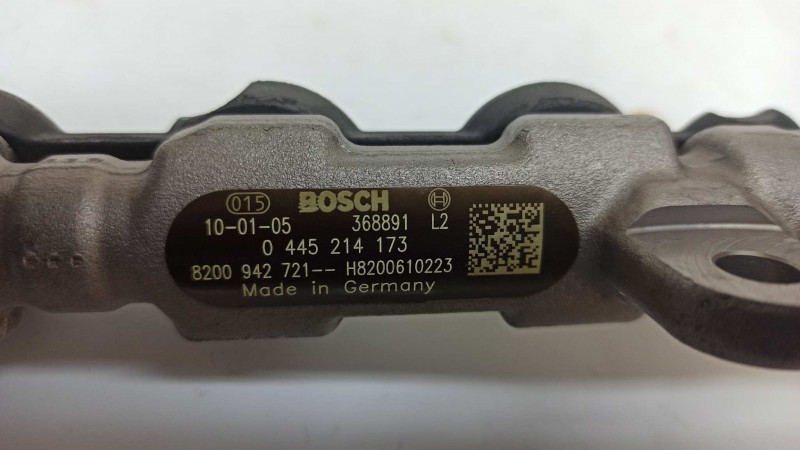 015 BOSCH
10-01-05 368891 L2
0 445 214 173
8200 942 721-- H8200610223
Made in Germany